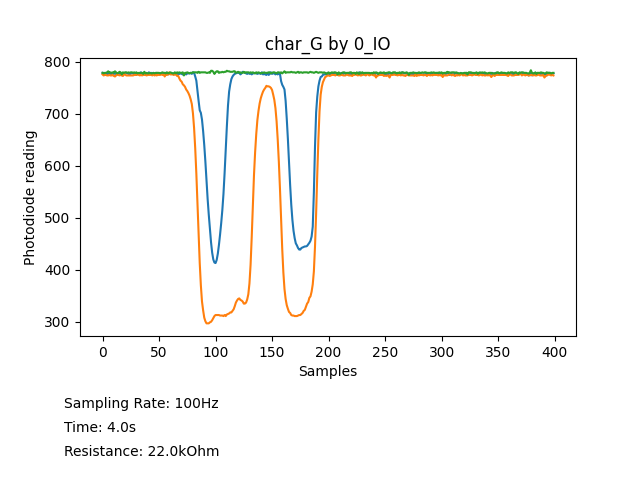 char_G by 0_IO
Photodiode reading
800
700
600
500
400
300
0 50 100 150 200 250 300 350 400
Samples
Sampling Rate: 100Hz
Time: 4.0s
Resistance: 22.0kOhm